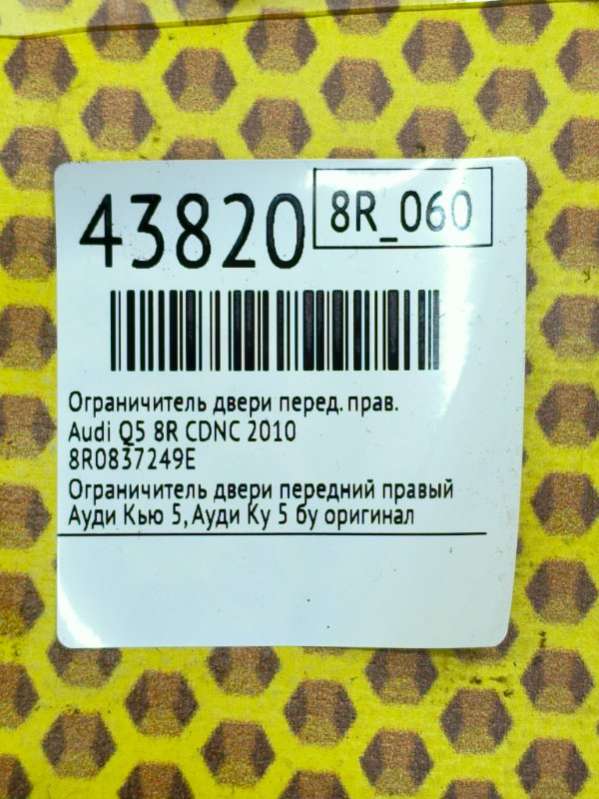 43820
8R_060
Ограничитель двери перед. прав.
Audi Q5 8R CDNC 2010
8R0837249E
Ограничитель двери передний правый
Ауди Кью 5, Ауди Ку 5 бу оригинал